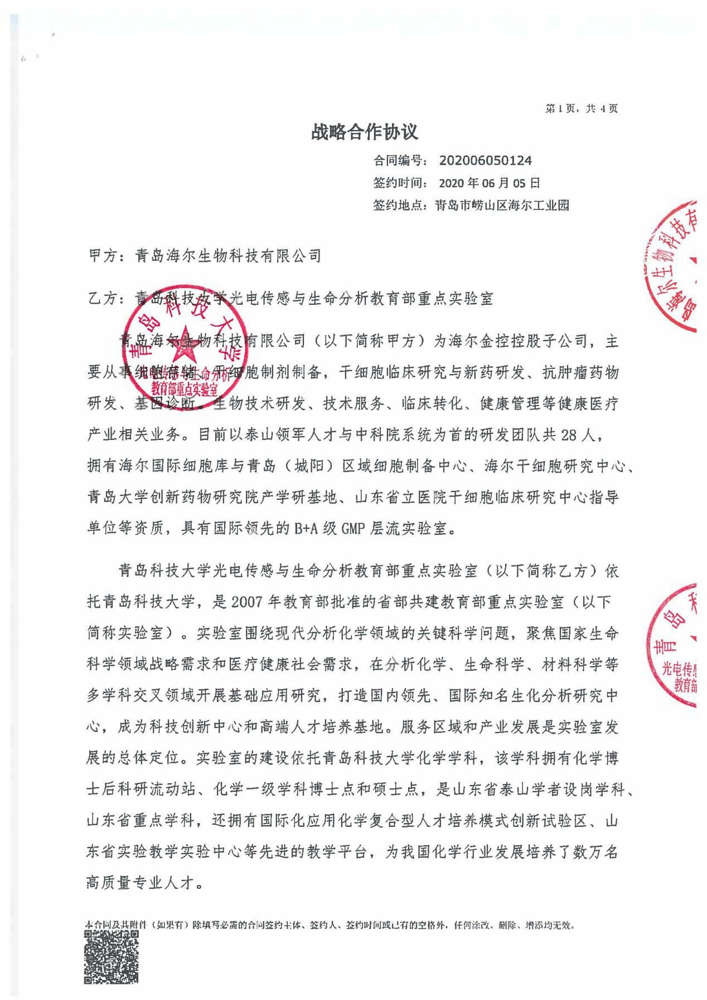 第 1 页，共 4 页
战略合作协议
合同编号： 202006050124
签约时间： 2020 年 06 月 05 日
签约地点：青岛市崂山区海尔工业园
甲方：青岛海尔生物科技有限公司
乙方：青岛科技大学光电传感与生命分析教育部重点实验室
青岛海尔生物科技有限公司（以下简称甲方）为海尔金控控股子公司，主
要从事细胞存储、干细胞制剂制备，干细胞临床研究与新药研发、抗肿瘤药物
研发、基因诊断、生物技术研发、技术服务、临床转化、健康管理等健康医疗
产业相关业务。目前以泰山领军人才与中科院系统为首的研发团队共 28 人，
拥有海尔国际细胞库与青岛（城阳）区域细胞制备中心、海尔干细胞研究中心、
青岛大学创新药物研究院产学研基地、山东省立医院干细胞临床研究中心指导
单位等资质，具有国际领先的 B+A 级 GMP 层流实验室。
青岛科技大学光电传感与生命分析教育部重点实验室（以下简称乙方）依
托青岛科技大学，是 2007 年教育部批准的省部共建教育部重点实验室（以下
简称实验室）。实验室围绕现代分析化学领域的关键科学问题，聚焦国家生命
科学领域战略需求和医疗健康社会需求，在分析化学、生命科学、材料科学等
多学科交叉领域开展基础应用研究，打造国内领先、国际知名生化分析研究中
心，成为科技创新中心和高端人才培养基地。服务区域和产业发展是实验室发
展的总体定位。实验室的建设依托青岛科技大学化学学科，该学科拥有化学博
士后科研流动站、化学一级学科博士点和硕士点，是山东省泰山学者设岗学科、
山东省重点学科，还拥有国际化应用化学复合型人才培养模式创新试验区、山
东省实验教学实验中心等先进的教学平台，为我国化学行业发展培养了数万名
高质量专业人才。
本合同及其附件（如果有）除填写必需的合同签约主体、签约人、签约时间或已有的空格外，任何涂改、删除、增添均无效。
青岛科技大学
光电传感与生命分析
教育部重点实验室
岛海尔生物科技有
青岛科
光电传感
教育部